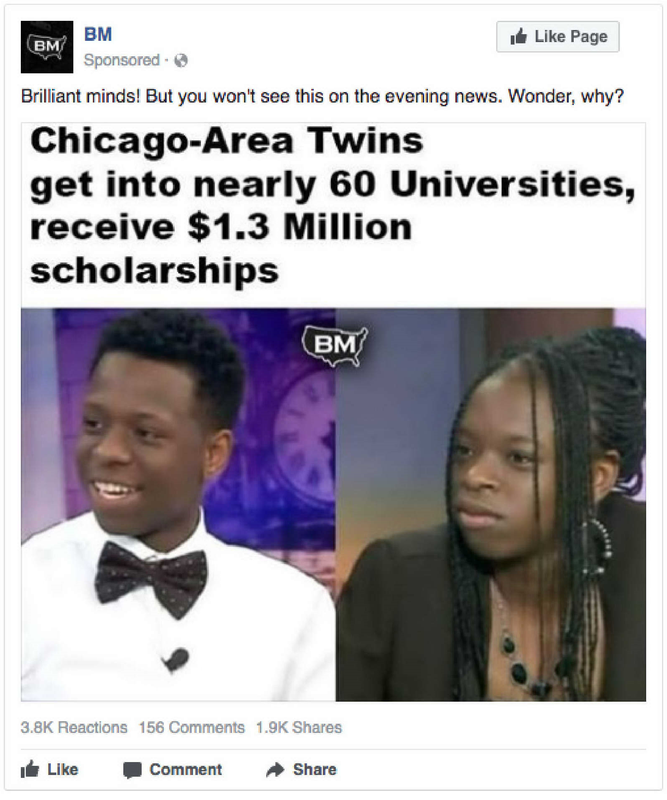 BM
BM
Sponsored ·
Like Page
Brilliant minds! But you won't see this on the evening news. Wonder, why?
Chicago-Area Twins
get into nearly 60 Universities,
receive $1.3 Million
scholarships
BM
3.8K Reactions 156 Comments 1.9K Shares
Like Comment Share